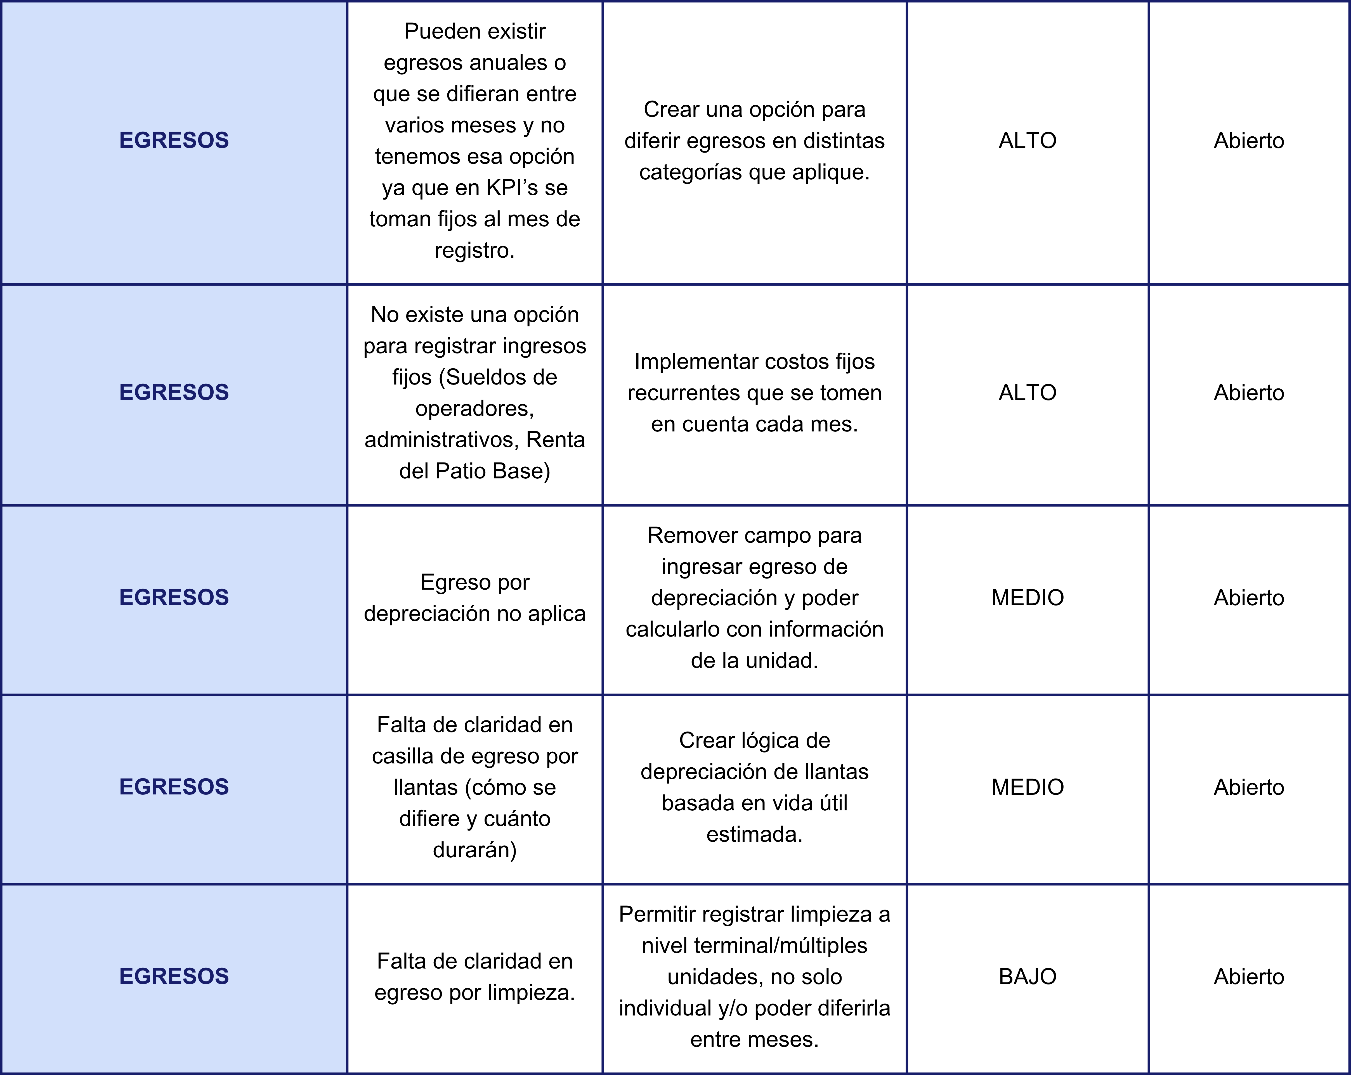 EGRESOS
Pueden existir
egresos anuales o
que se difieran entre
varios meses y no
tenemos esa opción
ya que en KPI’s se
toman fijos al mes de
registro.
Crear una opción para
diferir egresos en distintas
categorías que aplique.
ALTO
Abierto
EGRESOS
No existe una opción
para registrar ingresos
fijos (Sueldos de
operadores,
administrativos, Renta
del Patio Base)
Implementar costos fijos
recurrentes que se tomen
en cuenta cada mes.
ALTO
Abierto
EGRESOS
Egreso por
depreciación no aplica
Remover campo para
ingresar egreso de
depreciación y poder
calcularlo con información
de la unidad.
MEDIO
Abierto
EGRESOS
Falta de claridad en
casilla de egreso por
llantas (cómo se
difiere y cuánto
durarán)
Crear lógica de
depreciación de llantas
basada en vida útil
estimada.
MEDIO
Abierto
EGRESOS
Falta de claridad en
egreso por limpieza.
Permitir registrar limpieza a
nivel terminal/múltiples
unidades, no solo
individual y/o poder diferirla
entre meses.
BAJO
Abierto